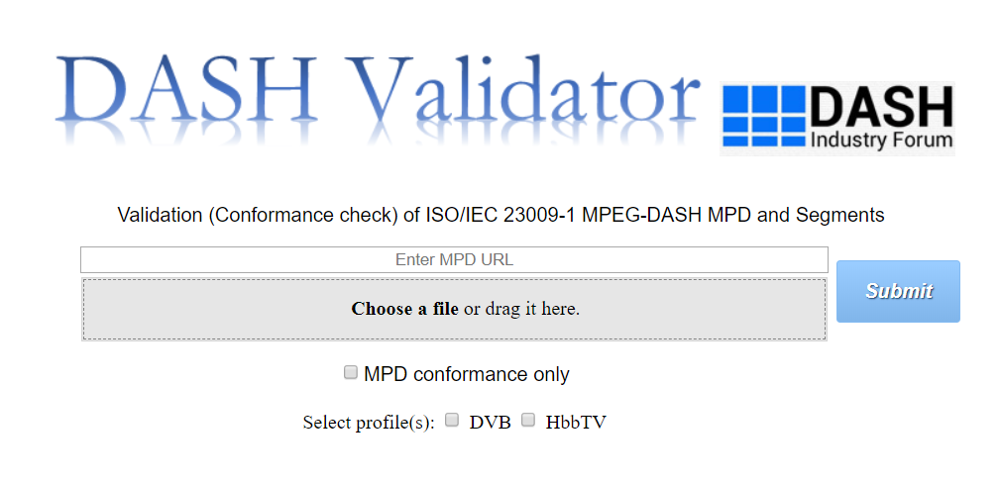 DASH Validator
DASH
Industry Forum
Validation (Conformance check) of ISO/IEC 23009-1 MPEG-DASH MPD and Segments
Enter MPD URL
Submit
Choose a file or drag it here.
MPD conformance only
Select profile(s): DVB HbbTV